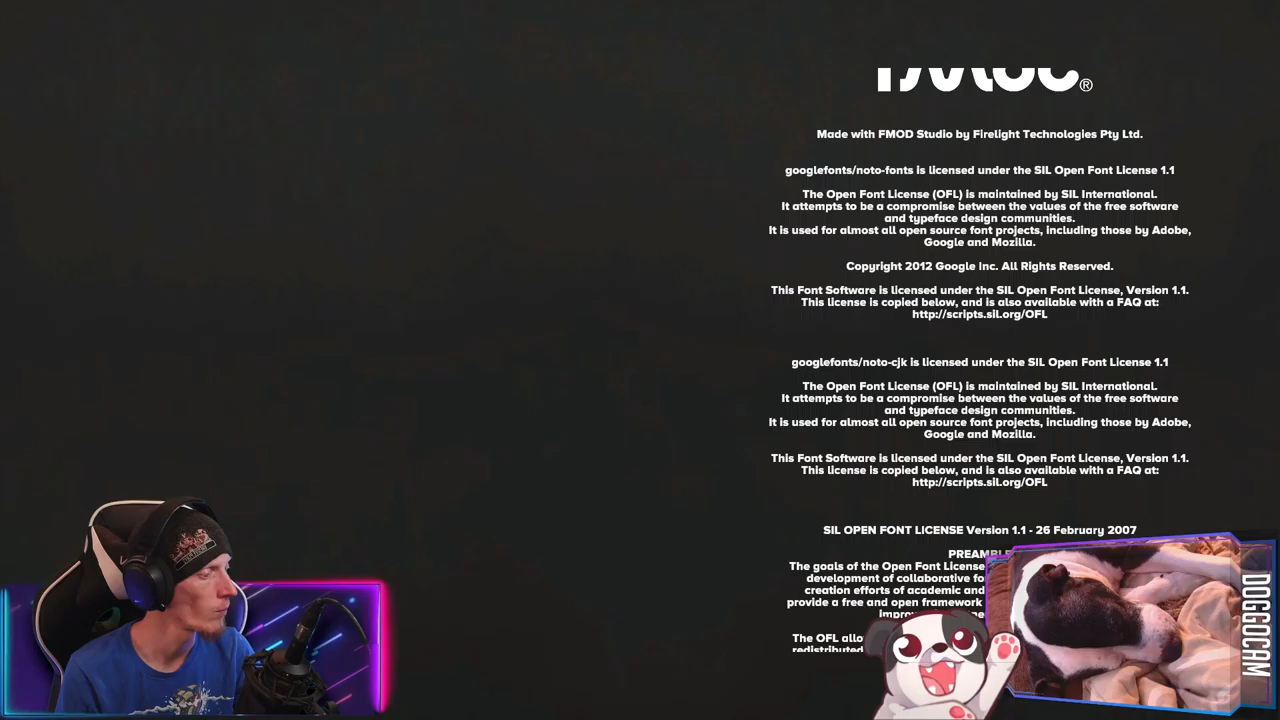 ®
Made with FMOD Studio by Firelight Technologies Pty Ltd.
googlefonts/noto-fonts is licensed under the SIL Open Font License 1.1
The Open Font License (OFL) is maintained by SIL International.
It attempts to be a compromise between the values of the free software
and typeface design communities.
It is used for almost all open source font projects, including those by Adobe,
Google and Mozilla.
Copyright 2012 Google Inc. All Rights Reserved.
This Font Software is licensed under the SIL Open Font License, Version 1.1.
This license is copied below, and is also available with a FAQ at:
http://scripts.sil.org/OFL
googlefonts/noto-cjk is licensed under the SIL Open Font License 1.1
The Open Font License (OFL) is maintained by SIL International.
It attempts to be a compromise between the values of the free software
and typeface design communities.
It is used for almost all open source font projects, including those by Adobe,
Google and Mozilla.
This Font Software is licensed under the SIL Open Font License, Version 1.1.
This license is copied below, and is also available with a FAQ at:
http://scripts.sil.org/OFL
SIL OPEN FONT LICENSE Version 1.1 - 26 February 2007
PREAMBLE
The goals of the Open Font License
development of collaborative fo
creation efforts of academic and
provide a free and open framework
impro
The OFL allo
redistributed
DOGGOCAM